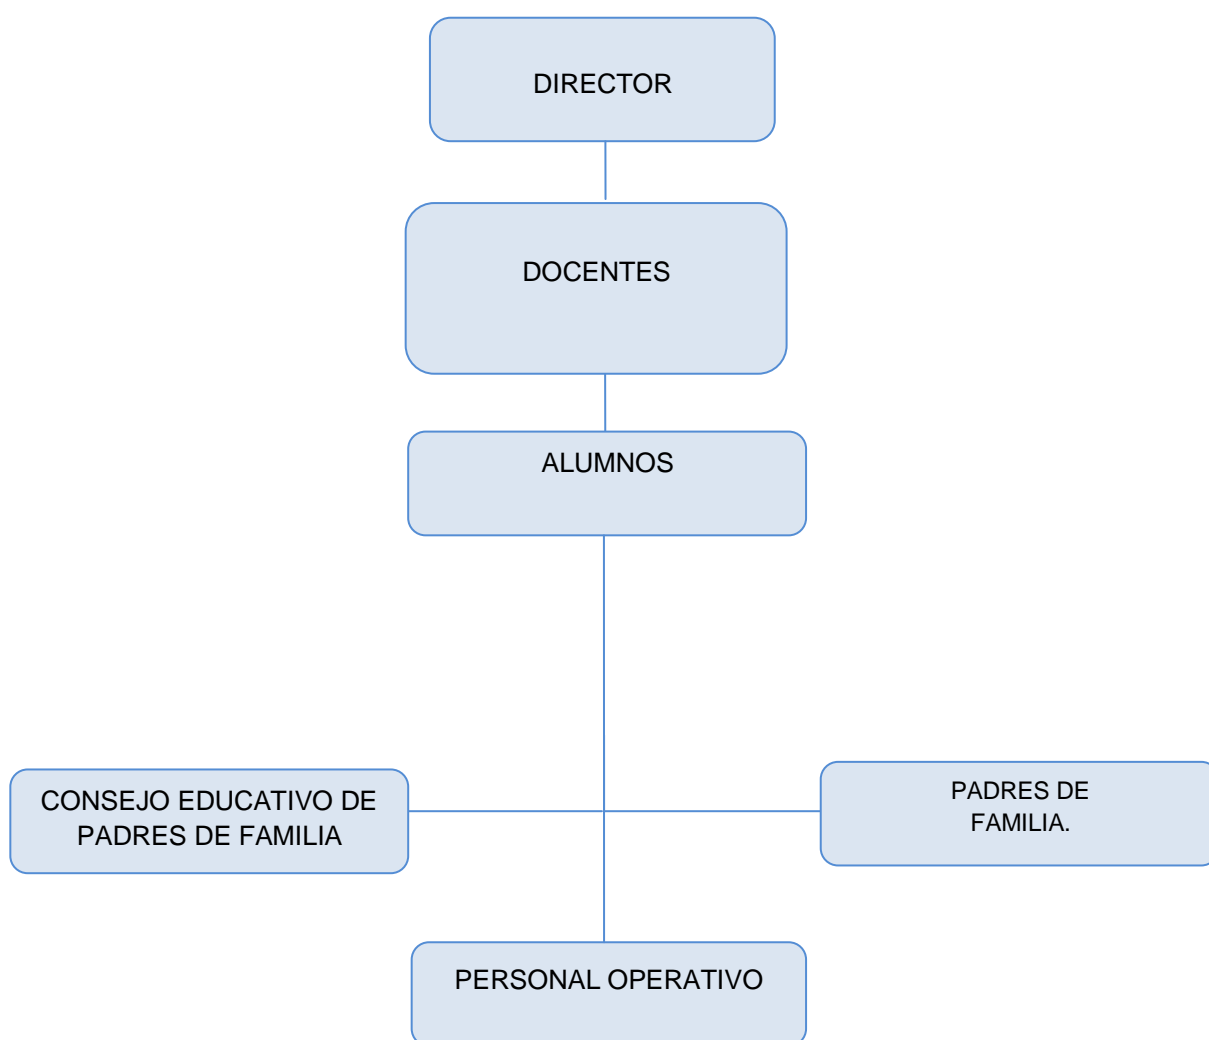 DIRECTOR
DOCENTES
ALUMNOS
CONSEJO EDUCATIVO DE
PADRES DE FAMILIA
PADRES DE
FAMILIA.
PERSONAL OPERATIVO